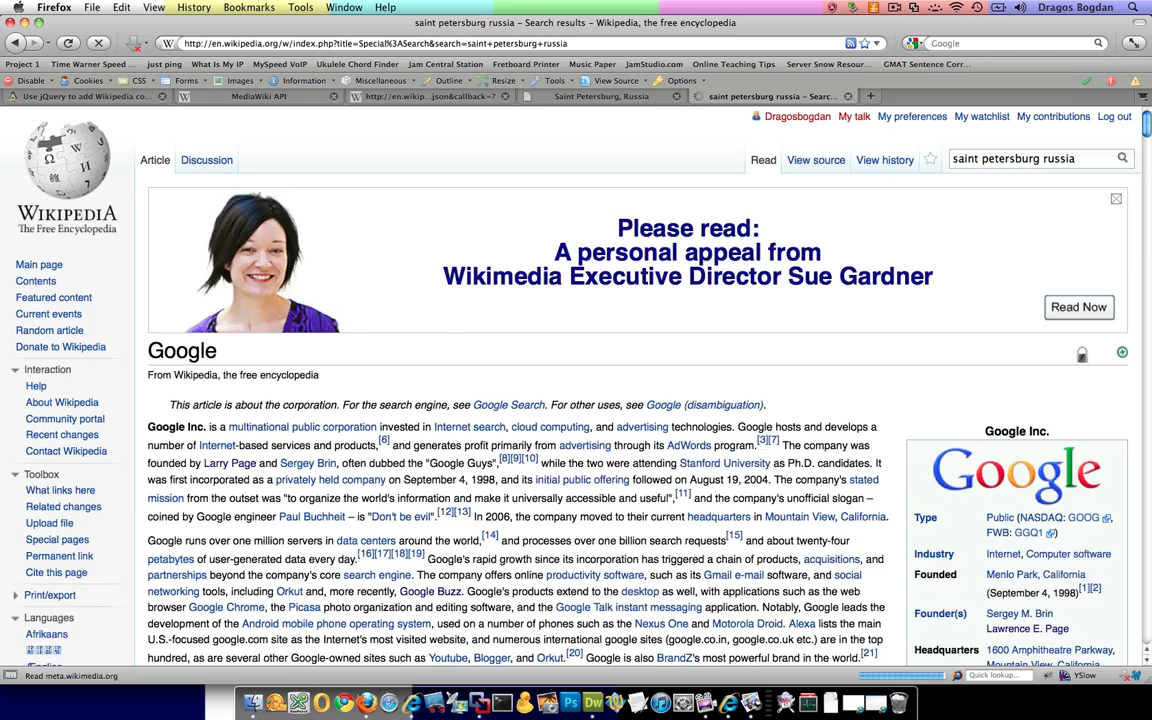 Firefox File Edit View History Bookmarks Tools Window Help Dragos Bogdan
saint petersburg russia – Search results – Wikipedia, the free encyclopedia
http://en.wikipedia.org/w/index.php?title=Special%3ASearch&search=saint+petersburg+russia Google
Project 1 Time Warner Speed ... just ping What Is My IP MySpeed VoIP Ukulele Chord Finder Jam Central Station Fretboard Printer Music Paper JamStudio.com Online Teaching Tips Server Snow Resour... GMAT Sentence Corr...
Disable Cookies CSS Forms Images Information Miscellaneous Outline Resize Tools View Source Options
Use jQuery to add Wikipedia co... MediaWiki API http://en.wikip...json&callback=? Saint Petersburg, Russia saint petersburg russia – Searc...
Dragosbogdan My talk My preferences My watchlist My contributions Log out
Article Discussion Read View source View history saint petersburg russia
WIKIPEDIA
The Free Encyclopedia
Main page
Contents
Featured content
Current events
Random article
Donate to Wikipedia
Interaction
Help
About Wikipedia
Community portal
Recent changes
Contact Wikipedia
Toolbox
What links here
Related changes
Upload file
Special pages
Permanent link
Cite this page
Print/export
Languages
Afrikaans
Please read:
A personal appeal from
Wikimedia Executive Director Sue Gardner
Read Now
Google
From Wikipedia, the free encyclopedia
This article is about the corporation. For the search engine, see Google Search. For other uses, see Google (disambiguation).
Google Inc. is a multinational public corporation invested in Internet search, cloud computing, and advertising technologies. Google hosts and develops a
number of Internet-based services and products,[6] and generates profit primarily from advertising through its AdWords program.[3][7] The company was
founded by Larry Page and Sergey Brin, often dubbed the "Google Guys",[8][9][10] while the two were attending Stanford University as Ph.D. candidates. It
was first incorporated as a privately held company on September 4, 1998, and its initial public offering followed on August 19, 2004. The company's stated
mission from the outset was "to organize the world's information and make it universally accessible and useful",[11] and the company's unofficial slogan –
coined by Google engineer Paul Buchheit – is "Don't be evil".[12][13] In 2006, the company moved to their current headquarters in Mountain View, California.
Google runs over one million servers in data centers around the world,[14] and processes over one billion search requests[15] and about twenty-four
petabytes of user-generated data every day.[16][17][18][19] Google's rapid growth since its incorporation has triggered a chain of products, acquisitions, and
partnerships beyond the company's core search engine. The company offers online productivity software, such as its Gmail e-mail software, and social
networking tools, including Orkut and, more recently, Google Buzz. Google's products extend to the desktop as well, with applications such as the web
browser Google Chrome, the Picasa photo organization and editing software, and the Google Talk instant messaging application. Notably, Google leads the
development of the Android mobile phone operating system, used on a number of phones such as the Nexus One and Motorola Droid. Alexa lists the main
U.S.-focused google.com site as the Internet's most visited website, and numerous international google sites (google.co.in, google.co.uk etc.) are in the top
hundred, as are several other Google-owned sites such as Youtube, Blogger, and Orkut.[20] Google is also BrandZ's most powerful brand in the world.[21]
Google Inc.
Google
Type Public (NASDAQ: GOOG
FWB: GGQ1)
Industry Internet, Computer software
Founded Menlo Park, California
(September 4, 1998)[1][2]
Founder(s) Sergey M. Brin
Lawrence E. Page
Headquarters 1600 Amphitheatre Parkway,
Read meta.wikimedia.org Quick lookup... YSlow
Ps Dw